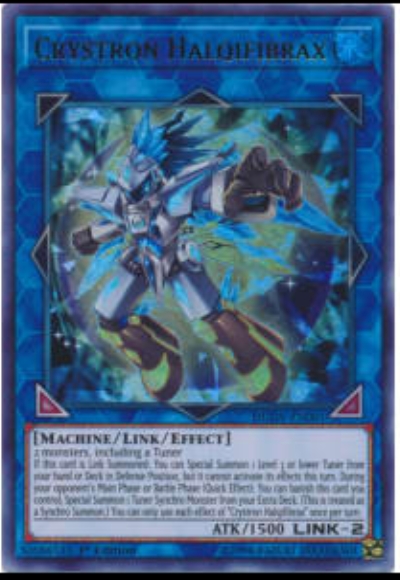 CRYSTRON HALQIFIBRAX
[MACHINE/LINK/EFFECT]
2 monsters, including a Tuner
If this card is Link Summoned: You can Special Summon 1 Level 3 or lower Tuner from
your hand or Deck in Defense Position, but it cannot activate its effects this turn. During
your opponent's Main Phase or Battle Phase (Quick Effect): You can banish this card you
control; Special Summon 1 Tuner Synchro Monster from your Extra Deck. (This is treated as
a Synchro Summon.) You can only use each effect of "Crystron Halqifibrax" once per turn.
ATK/1500 LINK-2
1st Edition